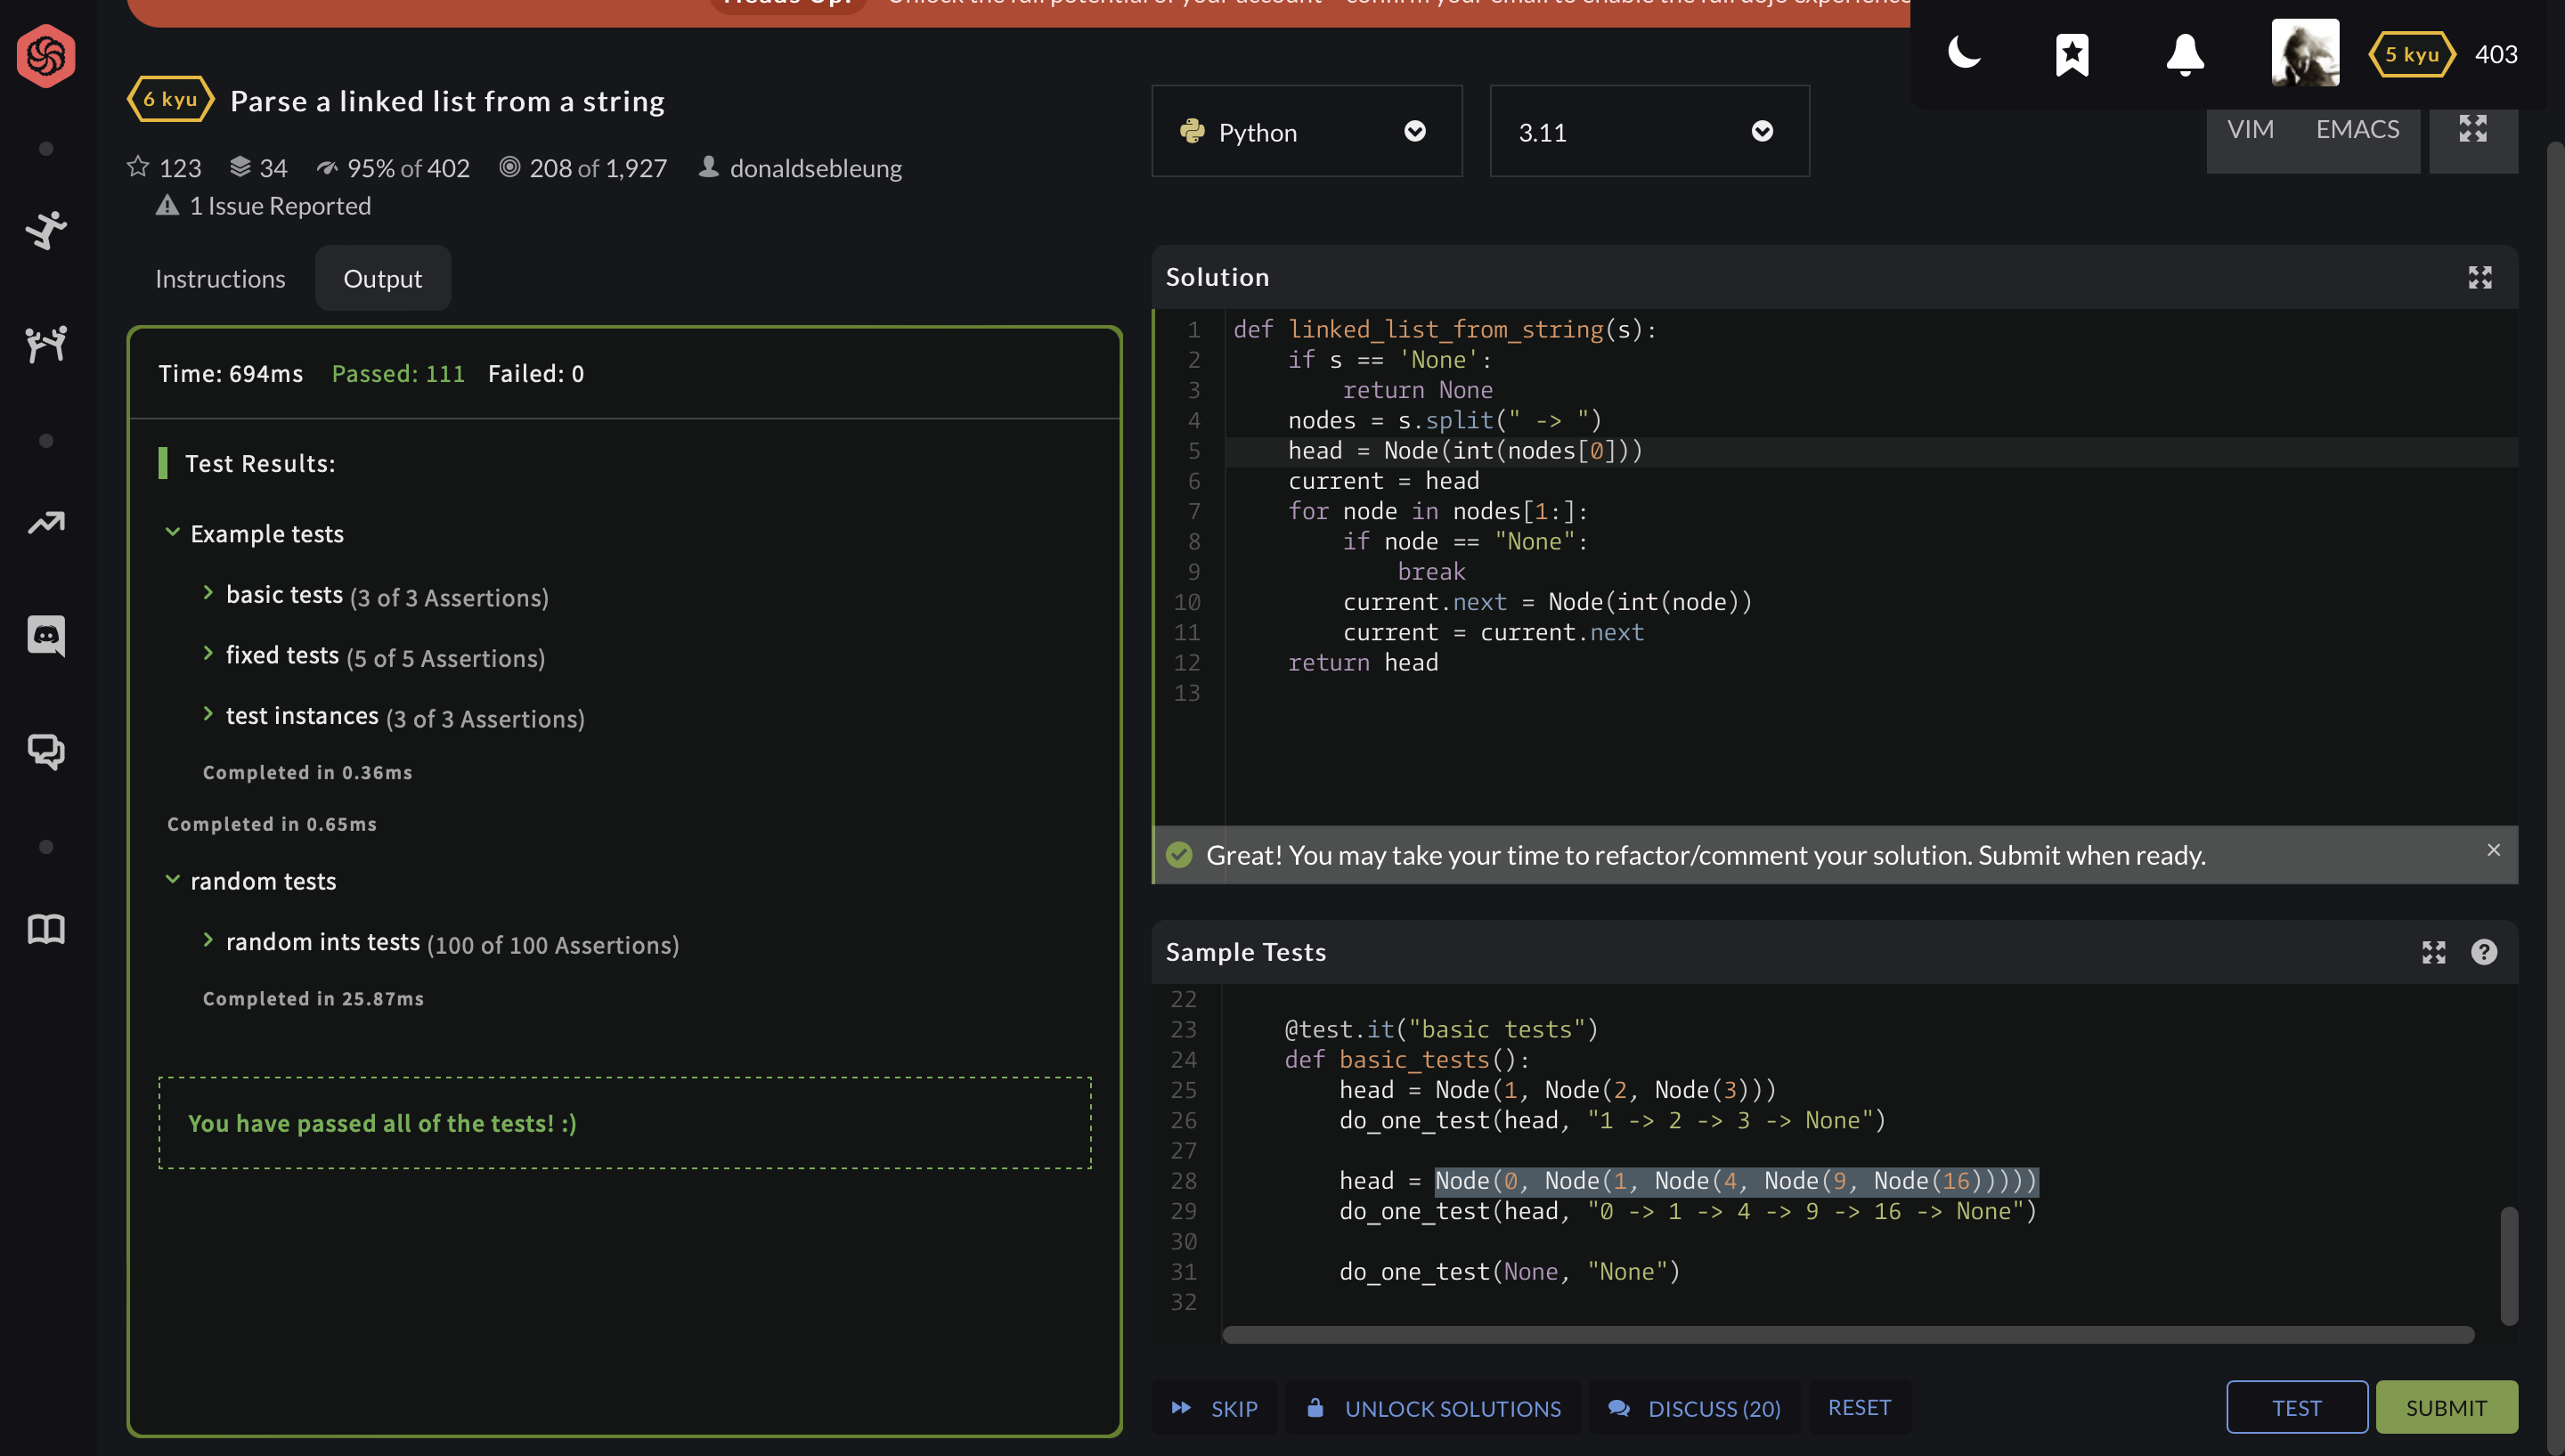 5 kyu 403
6 kyu Parse a linked list from a string
123 34 95% of 402 208 of 1,927 donaldsebleung
1 Issue Reported
Instructions Output
Time: 694ms Passed: 111 Failed: 0
Test Results:
Example tests
basic tests (3 of 3 Assertions)
fixed tests (5 of 5 Assertions)
test instances (3 of 3 Assertions)
Completed in 0.36ms
Completed in 0.65ms
random tests
random ints tests (100 of 100 Assertions)
Completed in 25.87ms
You have passed all of the tests! :)
Python 3.11 VIM EMACS
Solution
1 def linked_list_from_string(s):
2     if s == 'None':
3         return None
4     nodes = s.split(" -> ")
5     head = Node(int(nodes[0]))
6     current = head
7     for node in nodes[1:]:
8         if node == "None":
9             break
10         current.next = Node(int(node))
11         current = current.next
12     return head
13
Great! You may take your time to refactor/comment your solution. Submit when ready.
Sample Tests
22
23     @test.it("basic tests")
24     def basic_tests():
25         head = Node(1, Node(2, Node(3)))
26         do_one_test(head, "1 -> 2 -> 3 -> None")
27
28         head = Node(0, Node(1, Node(4, Node(9, Node(16)))))
29         do_one_test(head, "0 -> 1 -> 4 -> 9 -> 16 -> None")
30
31         do_one_test(None, "None")
32
SKIP UNLOCK SOLUTIONS DISCUSS (20) RESET TEST SUBMIT